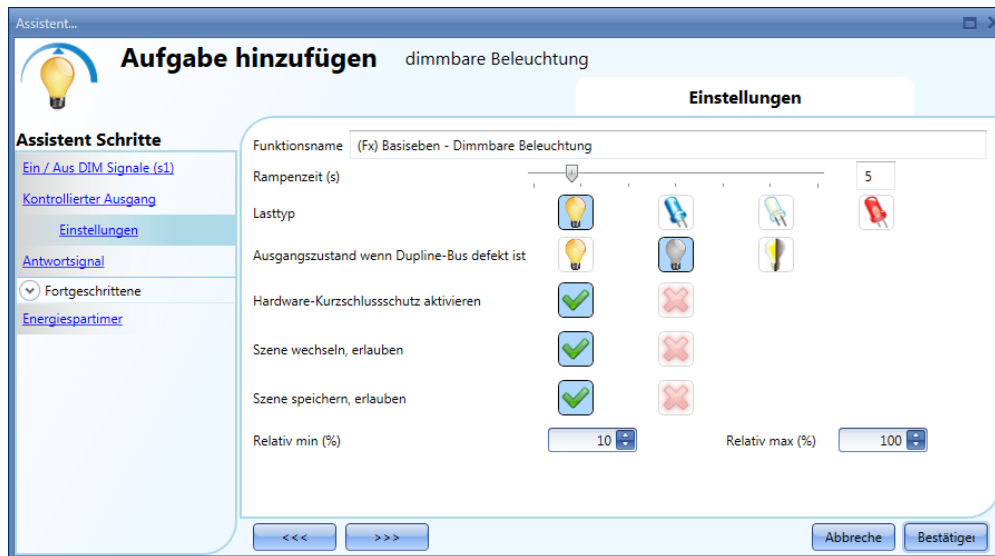 Assistent...
Aufgabe hinzufügen dimmbare Beleuchtung
Einstellungen
Assistent Schritte
Ein / Aus DIM Signale (s1)
Kontrollierter Ausgang
Einstellungen
Antwortsignal
Fortgeschrittene
Energiespartimer
Funktionsname (Fx) Basiseben - Dimmbare Beleuchtung
Rampenzeit (s) 5
Lasttyp
Ausgangszustand wenn Dupline-Bus defekt ist
Hardware-Kurzschlussschutz aktivieren
Szene wechseln, erlauben
Szene speichern, erlauben
Relativ min (%) 10 Relativ max (%) 100
<<< >>> Abbreche Bestätiger